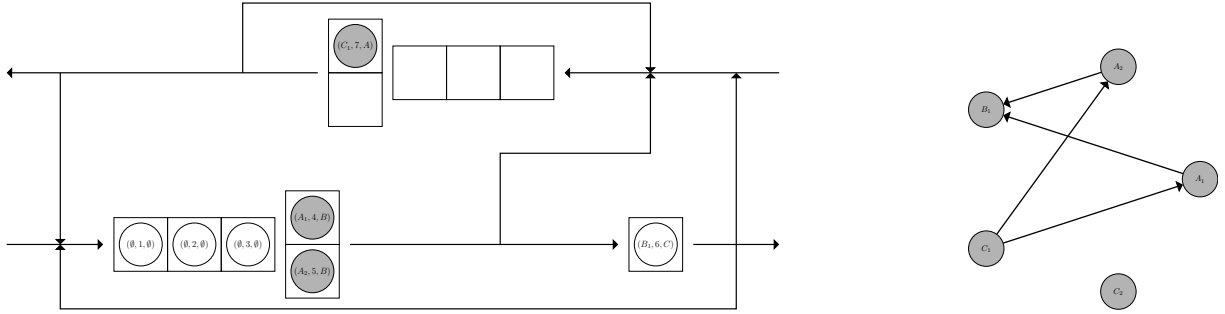 (C₁, 7, A)
(∅, 1, ∅) (∅, 2, ∅) (∅, 3, ∅) (A₁, 4, B) (B₁, 6, C)
(A₂, 5, B)
A₂
B₁
A₁
C₁
C₂